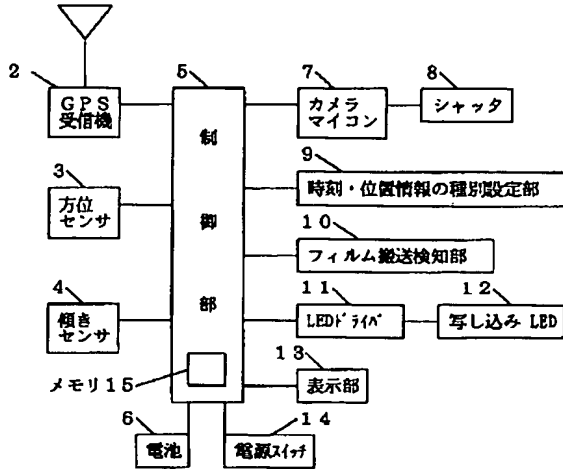 2
ＧＰＳ
受信機
5
制
御
部
7
カメラ
マイコン
8
シャッタ
3
方位
センサ
9
時刻・位置情報の種別設定部
１０
フィルム搬送検知部
4
傾き
センサ
１１
LEDﾄﾞﾗｲﾊﾞ
１２
写し込み LED
メモリ１５
１３
表示部
6
電池
１４
電源ｽｲｯﾁ